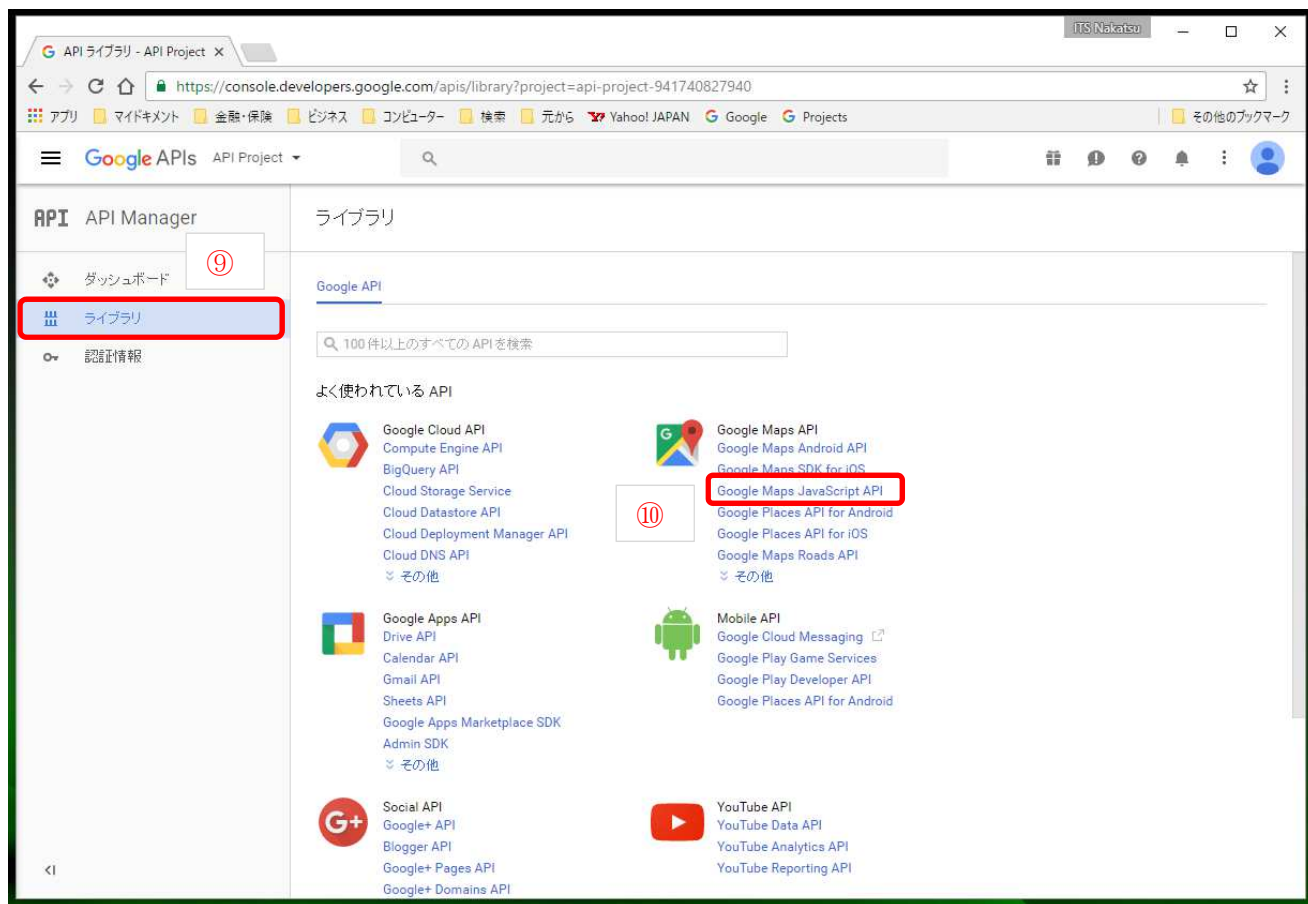 ITS Nakatsu
API ライブラリ - API Project
https://console.developers.google.com/apis/library?project=api-project-941740827940
アプリ マイドキメント 金融・保険 ビジネス コンピューター 検索 元から Yahoo! JAPAN Google Projects その他のブックマーク
Google APIs API Project
API API Manager
ライブラリ
⑨
ダッシュボード
ライブラリ
認証情報
Google API
100 件以上のすべての API を検索
よく使われている API
Google Cloud API
Compute Engine API
BigQuery API
Cloud Storage Service
Cloud Datastore API
Cloud Deployment Manager API
Cloud DNS API
その他
⑩
Google Maps API
Google Maps Android API
Google Maps SDK for iOS
Google Maps JavaScript API
Google Places API for Android
Google Places API for iOS
Google Maps Roads API
その他
Google Apps API
Drive API
Calendar API
Gmail API
Sheets API
Google Apps Marketplace SDK
Admin SDK
その他
Mobile API
Google Cloud Messaging
Google Play Game Services
Google Play Developer API
Google Places API for Android
G+
Social API
Google+ API
Blogger API
Google+ Pages API
Google+ Domains API
YouTube API
YouTube Data API
YouTube Analytics API
YouTube Reporting API